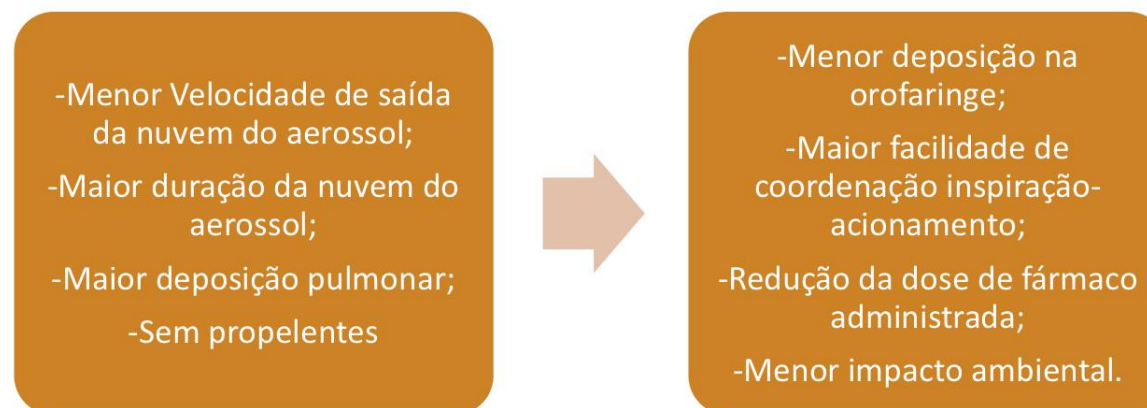 -Menor Velocidade de saída
da nuvem do aerossol;
-Maior duração da nuvem do
aerossol;
-Maior deposição pulmonar;
-Sem propelentes
-Menor deposição na
orofaringe;
-Maior facilidade de
coordenação inspiração-
acionamento;
-Redução da dose de fármaco
administrada;
-Menor impacto ambiental.